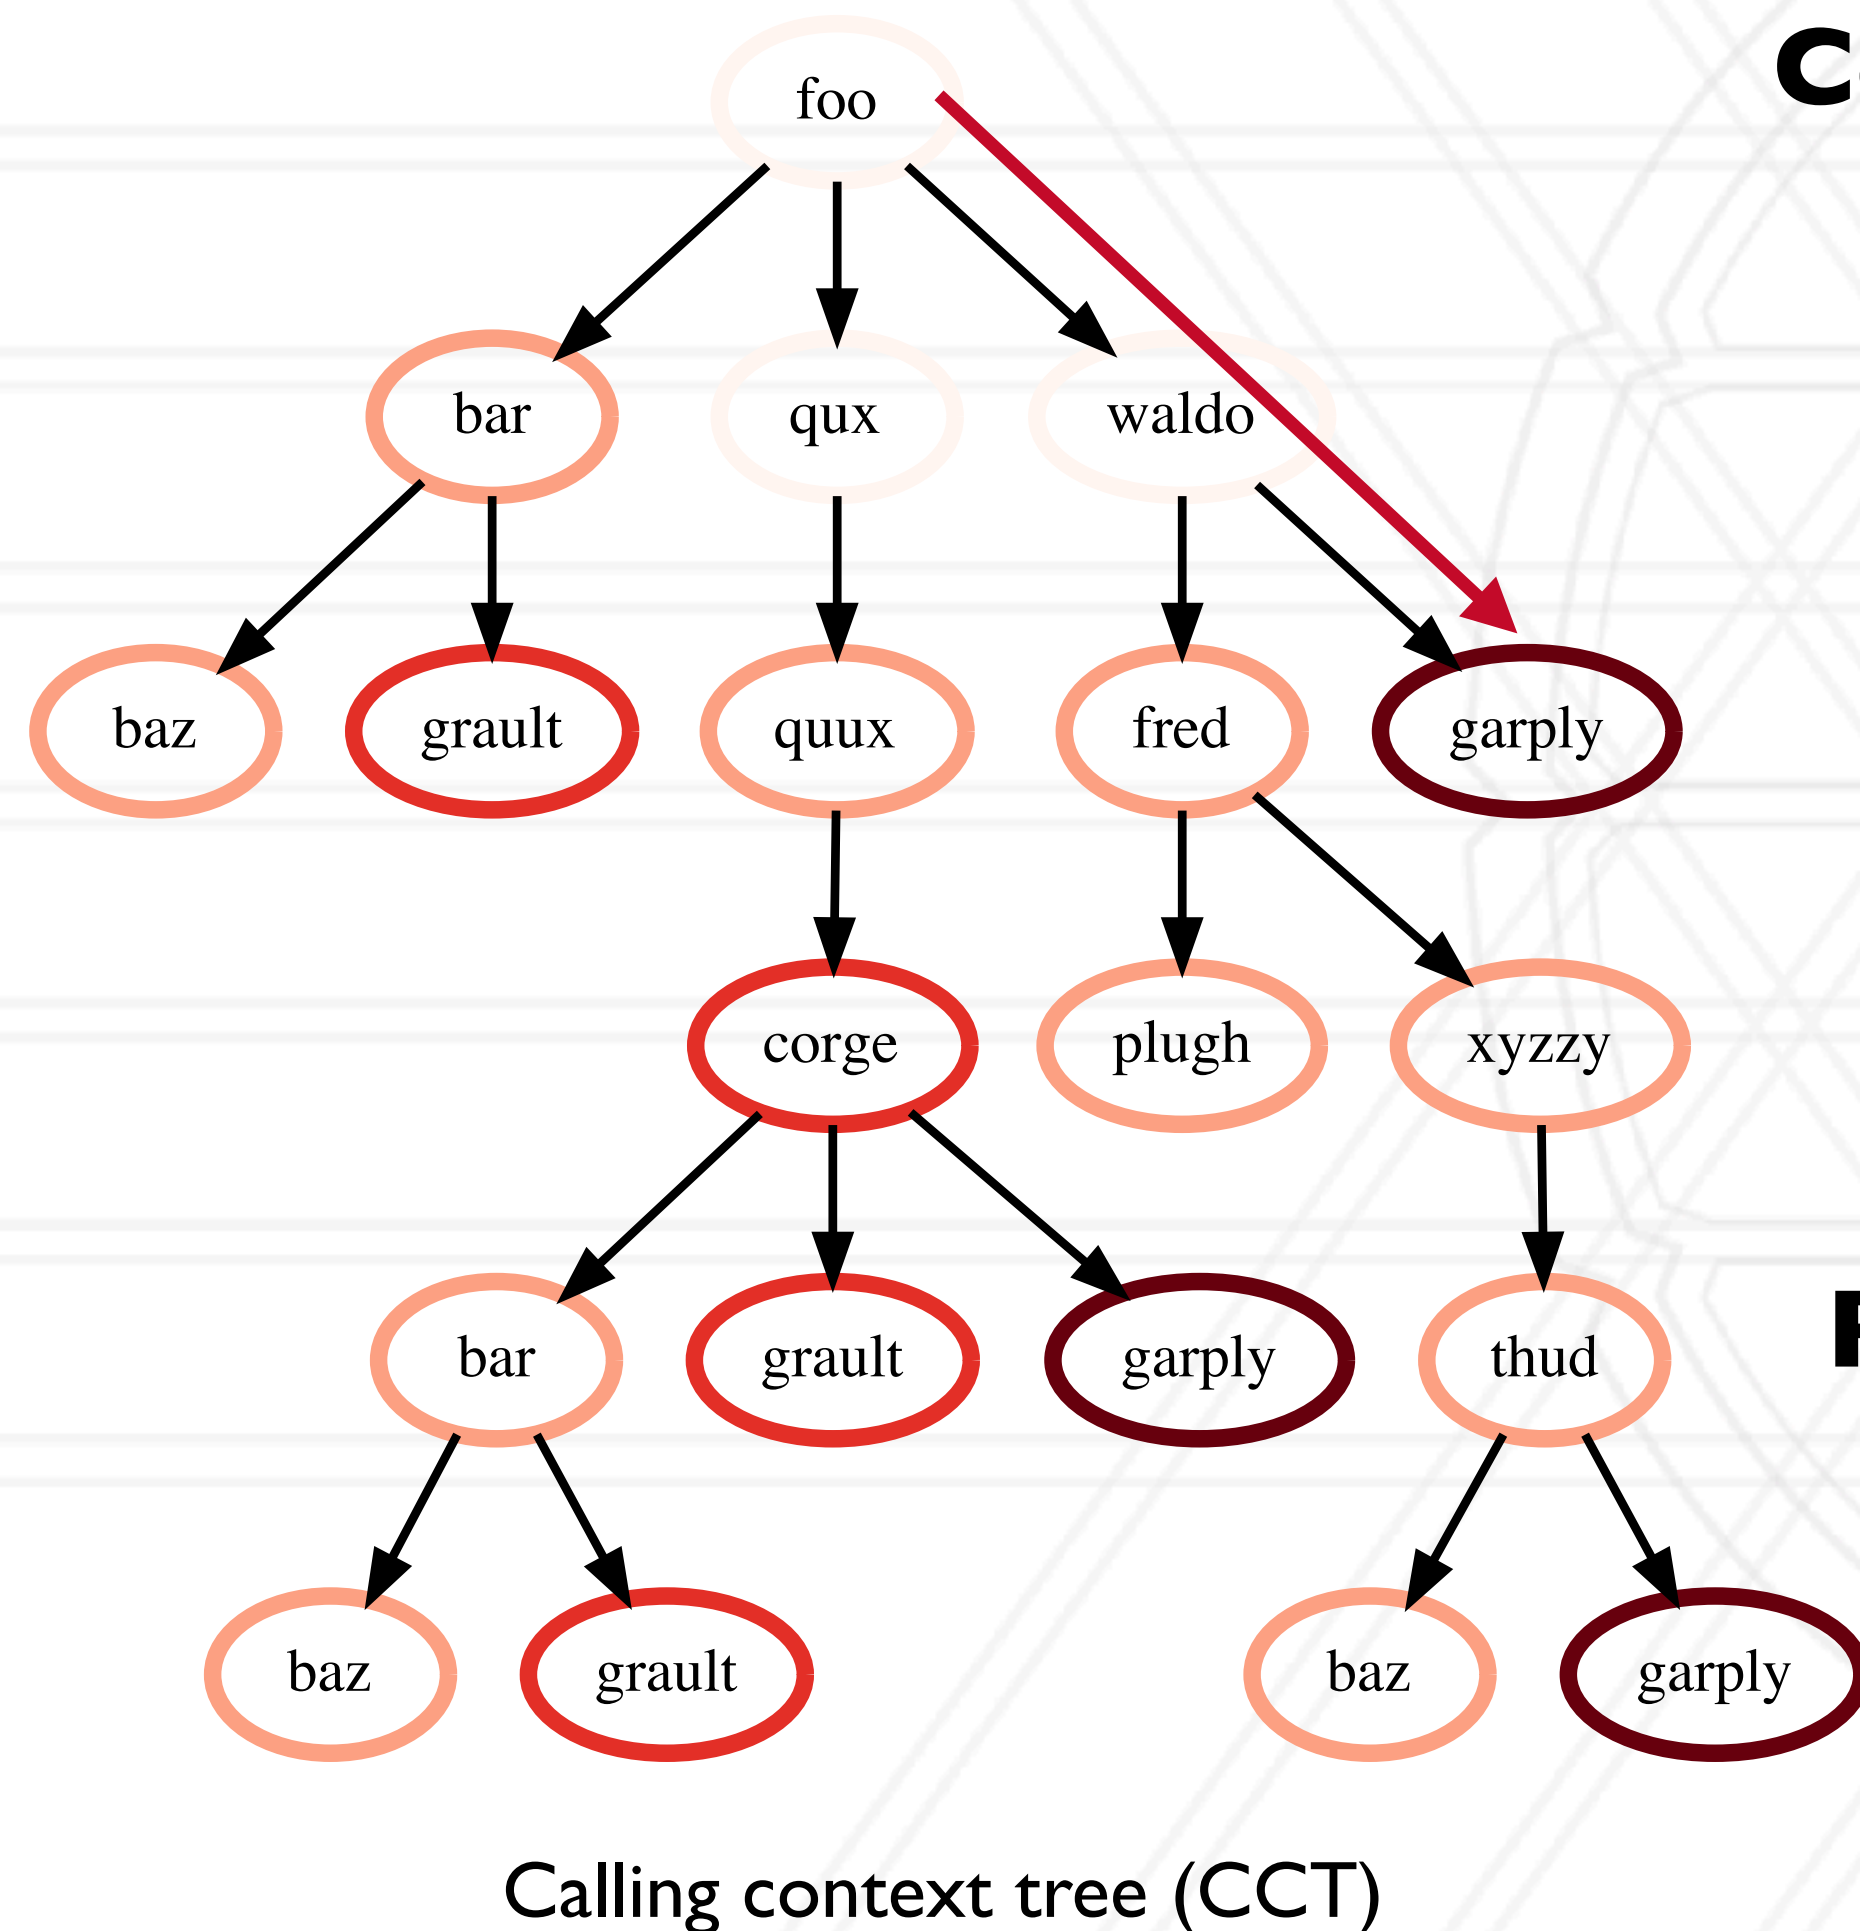 foo
bar
qux
waldo
baz
grault
quux
fred
garply
corge
plugh
xyzzy
bar
grault
garply
thud
baz
grault
baz
garply
Calling context tree (CCT)